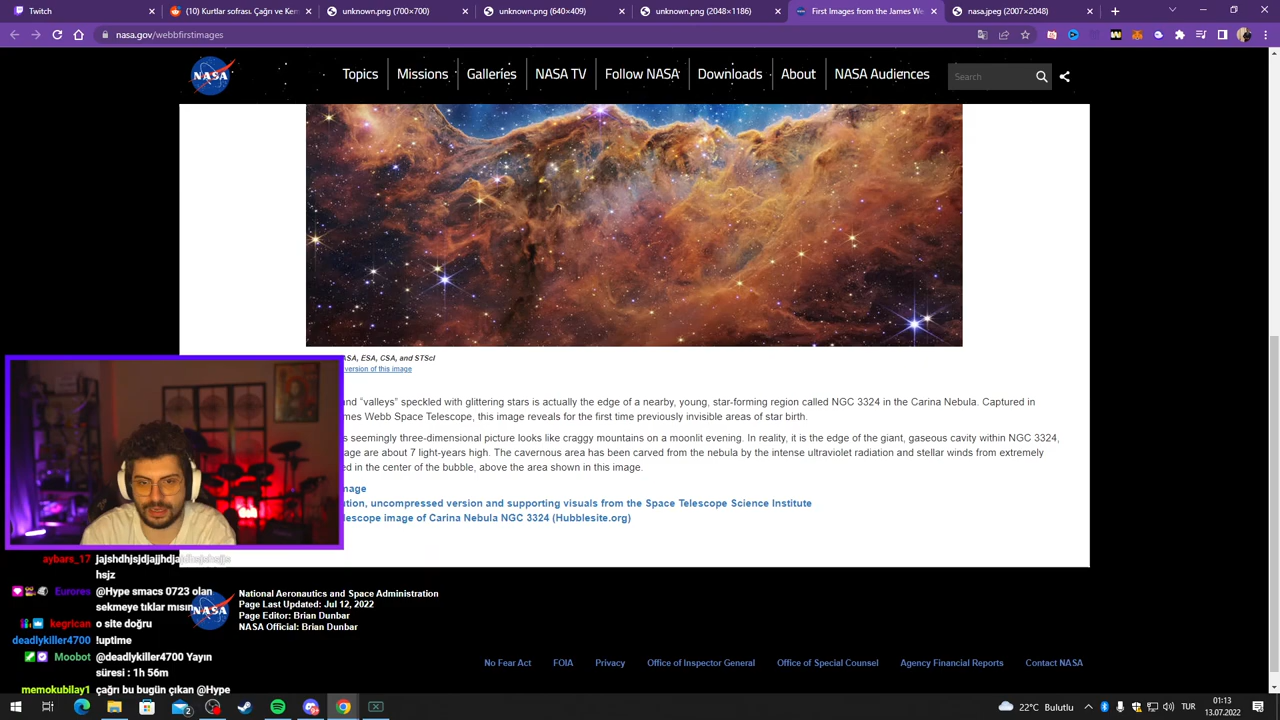 Twitch
(10) Kurtlar sofrası: Çağrı ve Ker
unknown.png (700×700)
unknown.png (640×409)
unknown.png (2048×1186)
First Images from the James We
nasa.jpeg (2007×2048)
nasa.gov/webbfirstimages
NASA
Topics
Missions
Galleries
NASA TV
Follow NASA
Downloads
About
NASA Audiences
Search
ASA, ESA, CSA, and STScI
version of this image
and “valleys” speckled with glittering stars is actually the edge of a nearby, young, star-forming region called NGC 3324 in the Carina Nebula. Captured in
mes Webb Space Telescope, this image reveals for the first time previously invisible areas of star birth.
s seemingly three-dimensional picture looks like craggy mountains on a moonlit evening. In reality, it is the edge of the giant, gaseous cavity within NGC 3324,
age are about 7 light-years high. The cavernous area has been carved from the nebula by the intense ultraviolet radiation and stellar winds from extremely
ed in the center of the bubble, above the area shown in this image.
mage
ution, uncompressed version and supporting visuals from the Space Telescope Science Institute
lescope image of Carina Nebula NGC 3324 (Hubblesite.org)
aybars_17
hsjz
Eurores @Hype smacs 0723 olan
sekmeye tıklar mısın
kegrican o site doğru
deadlykiller4700 !uptime
Moobot @deadlykiller4700 Yayın
süresi : 1h 56m
memokubilay1 çağrı bu bugün çıkan @Hype
NASA
National Aeronautics and Space Administration
Page Last Updated: Jul 12, 2022
Page Editor: Brian Dunbar
NASA Official: Brian Dunbar
No Fear Act
FOIA
Privacy
Office of Inspector General
Office of Special Counsel
Agency Financial Reports
Contact NASA
22°C Bulutlu
TUR
01:13
13.07.2022